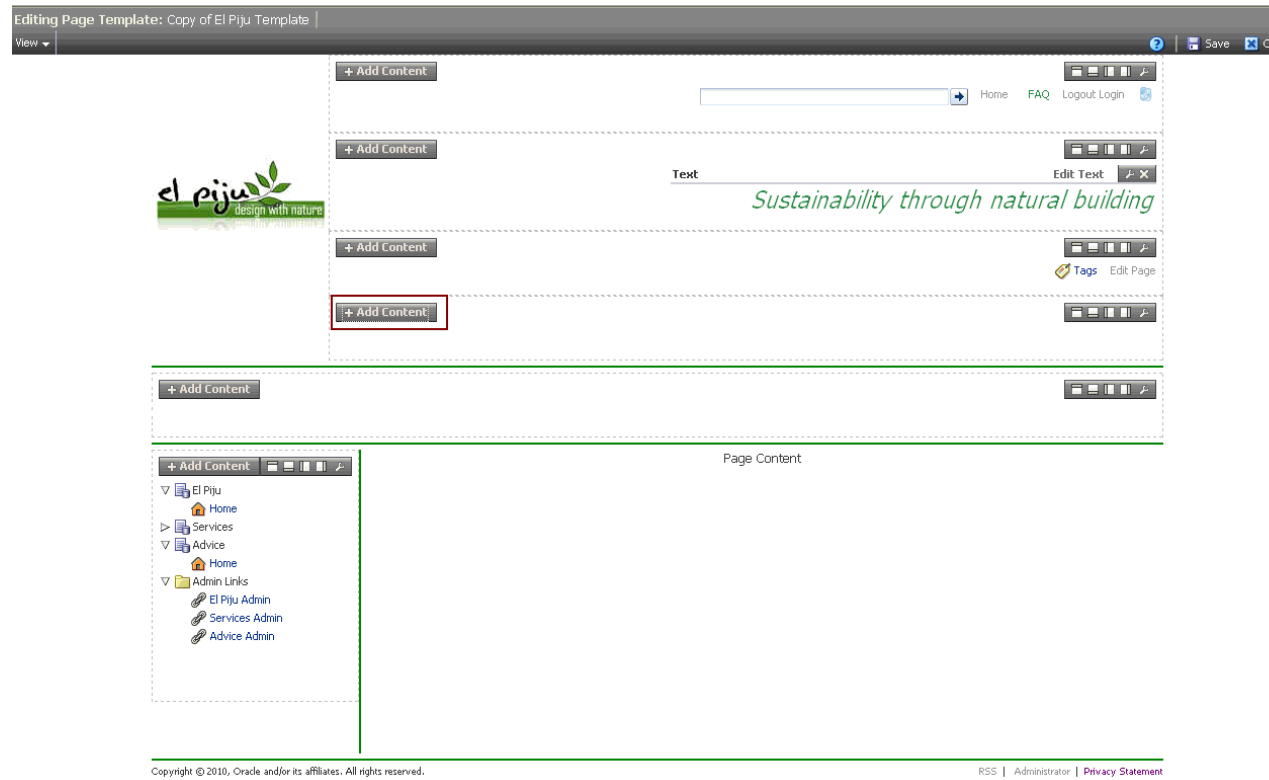 Editing Page Template: Copy of El Piju Template
View
Save
+ Add Content
Home FAQ Logout Login
+ Add Content
Text Edit Text
el piju
design with nature
Sustainability through natural building
+ Add Content
Tags Edit Page
+ Add Content
+ Add Content
+ Add Content
Page Content
El Piju
Home
Services
Advice
Home
Admin Links
El Piju Admin
Services Admin
Advice Admin
Copyright © 2010, Oracle and/or its affiliates. All rights reserved.
RSS | Administrator | Privacy Statement